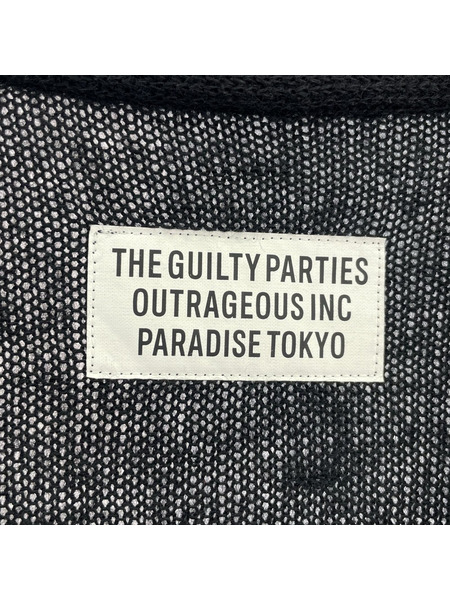 THE GUILTY PARTIES
OUTRAGEOUS INC
PARADISE TOKYO